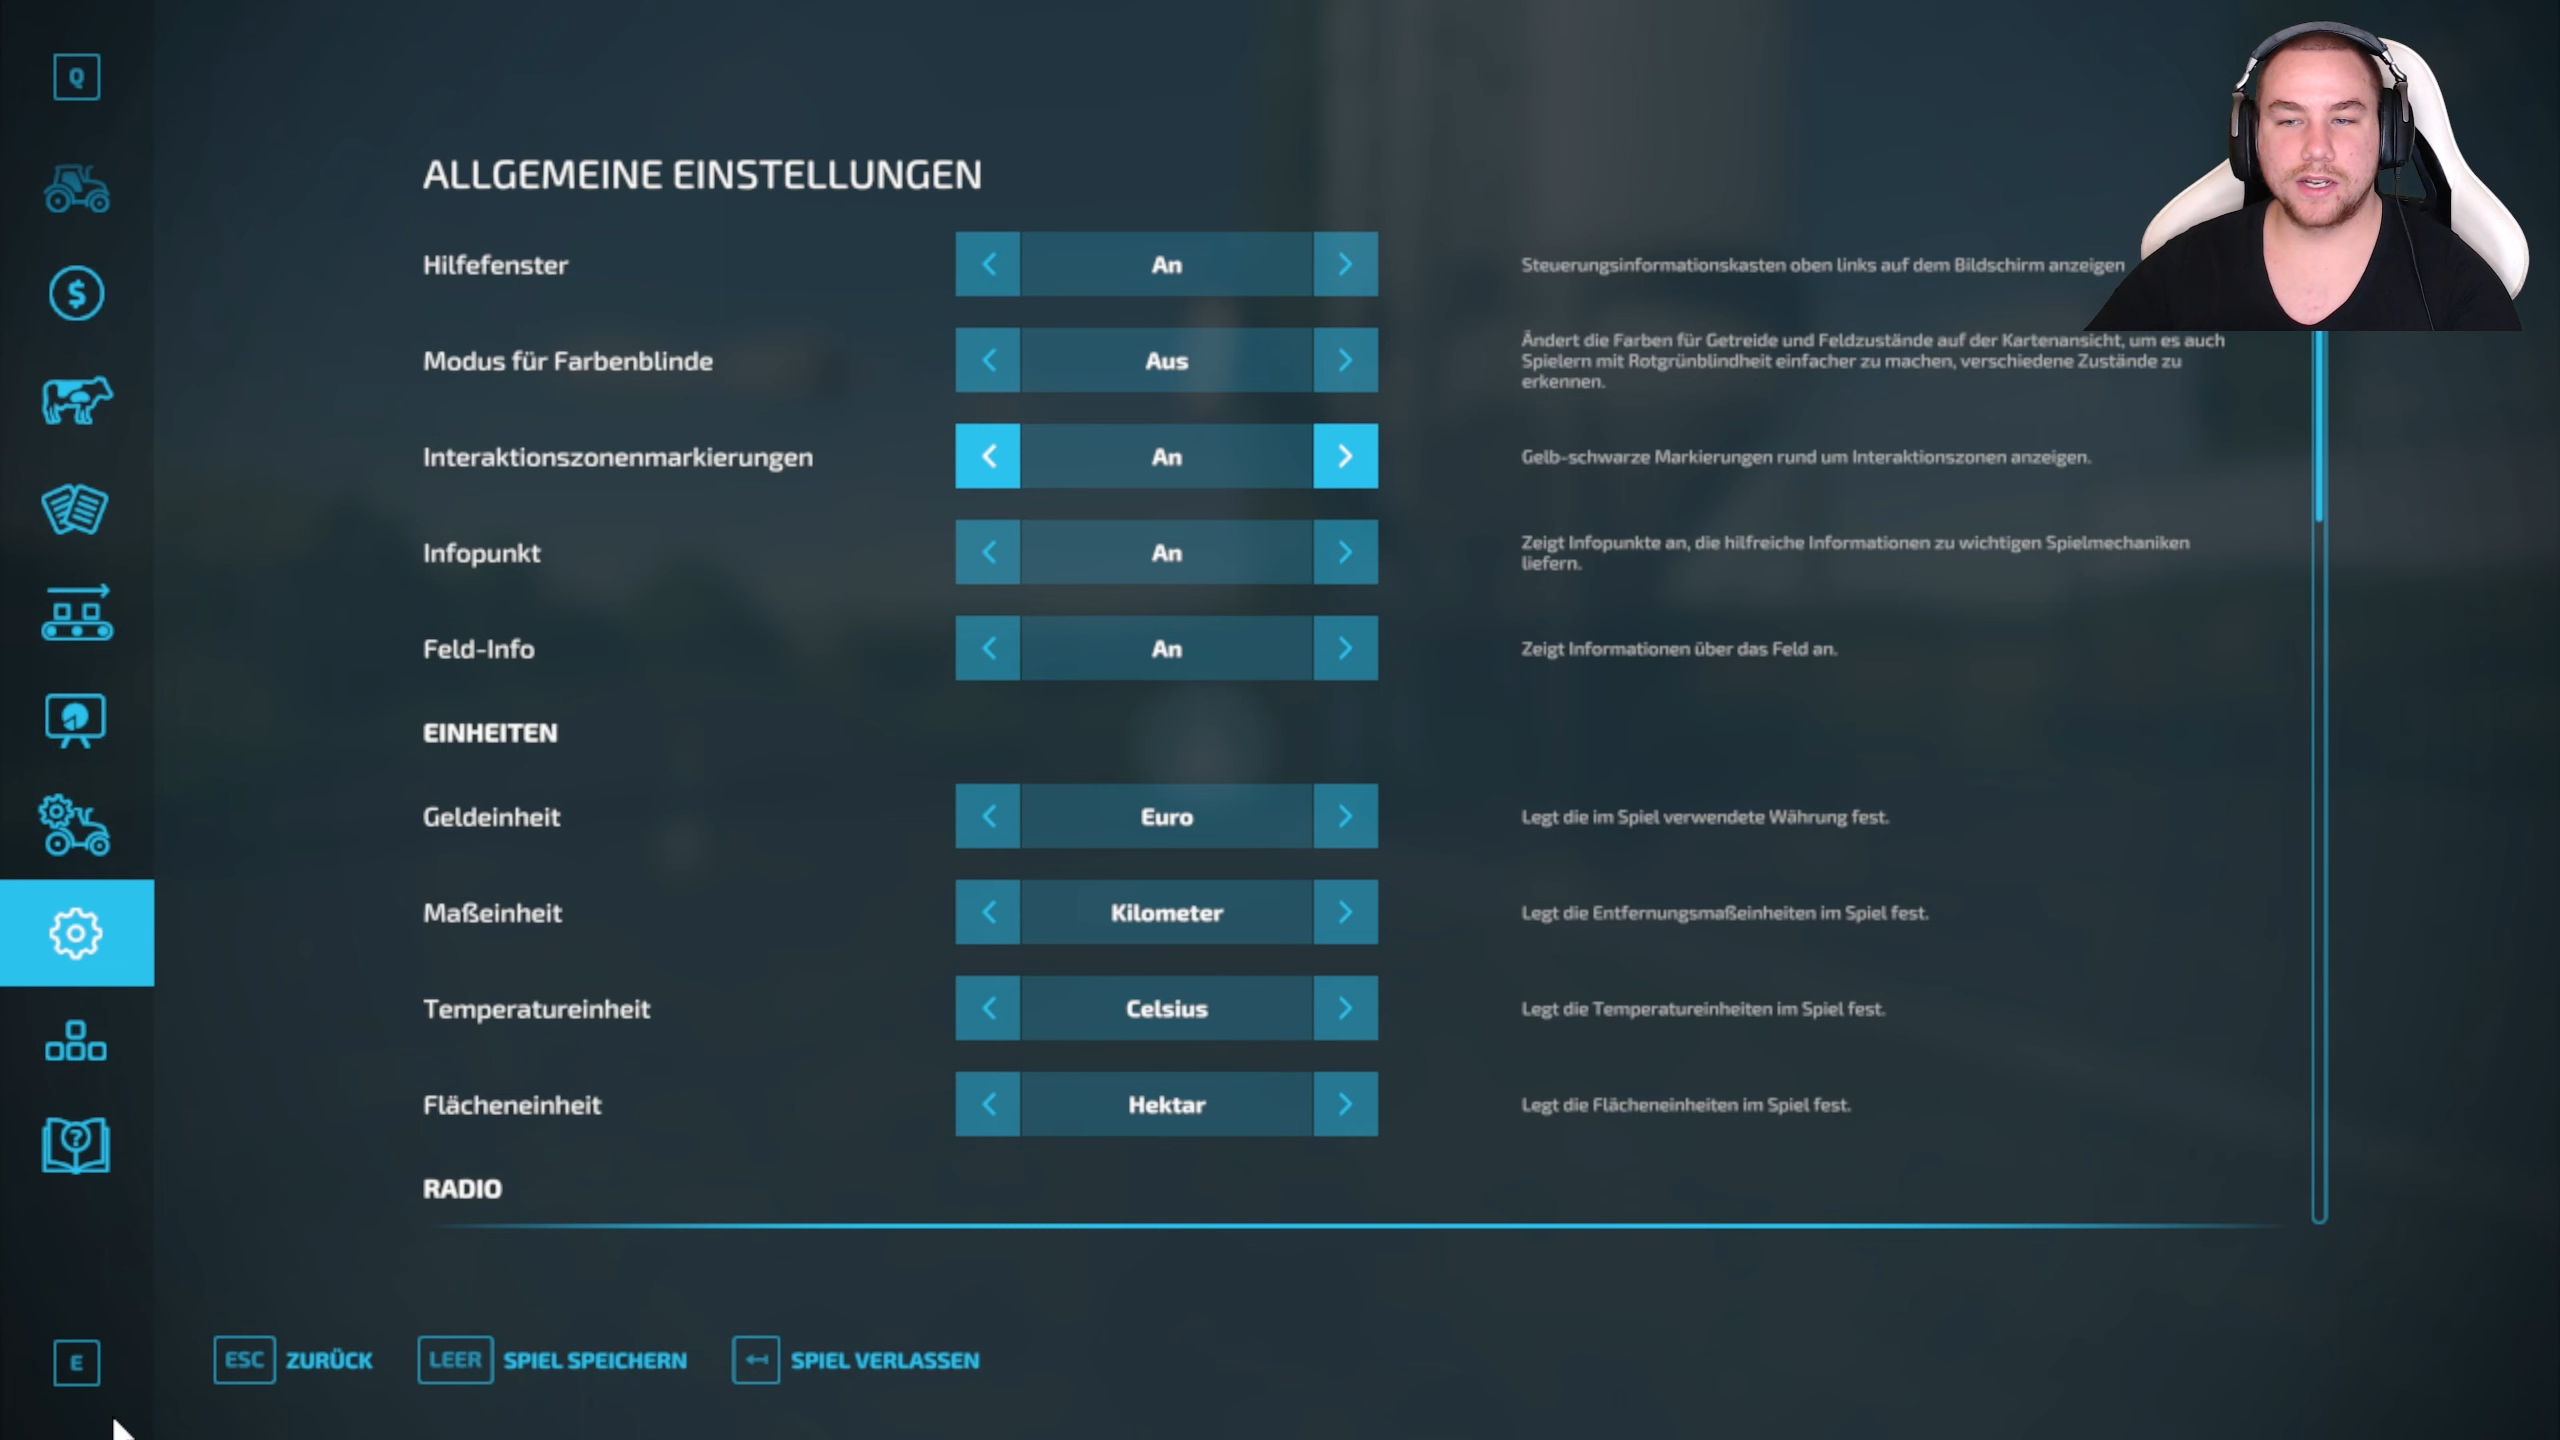 Q
ALLGEMEINE EINSTELLUNGEN
Hilfefenster
An
Steuerungsinformationskasten oben links auf dem Bildschirm anzeigen
Modus für Farbenblinde
Aus
Ändert die Farben für Getreide und Feldzustände auf der Kartenansicht, um es auch
Spielern mit Rotgrünblindheit einfacher zu machen, verschiedene Zustände zu
erkennen.
Interaktionszonenmarkierungen
An
Gelb-schwarze Markierungen rund um Interaktionszonen anzeigen.
Infopunkt
An
Zeigt Infopunkte an, die hilfreiche Informationen zu wichtigen Spielmechaniken
liefern.
Feld-Info
An
Zeigt Informationen über das Feld an.
EINHEITEN
Geldeinheit
Euro
Legt die im Spiel verwendete Währung fest.
Maßeinheit
Kilometer
Legt die Entfernungsmaßeinheiten im Spiel fest.
Temperatureinheit
Celsius
Legt die Temperatureinheiten im Spiel fest.
Flächeneinheit
Hektar
Legt die Flächeneinheiten im Spiel fest.
RADIO
E
ESC ZURÜCK
LEER SPIEL SPEICHERN
SPIEL VERLASSEN